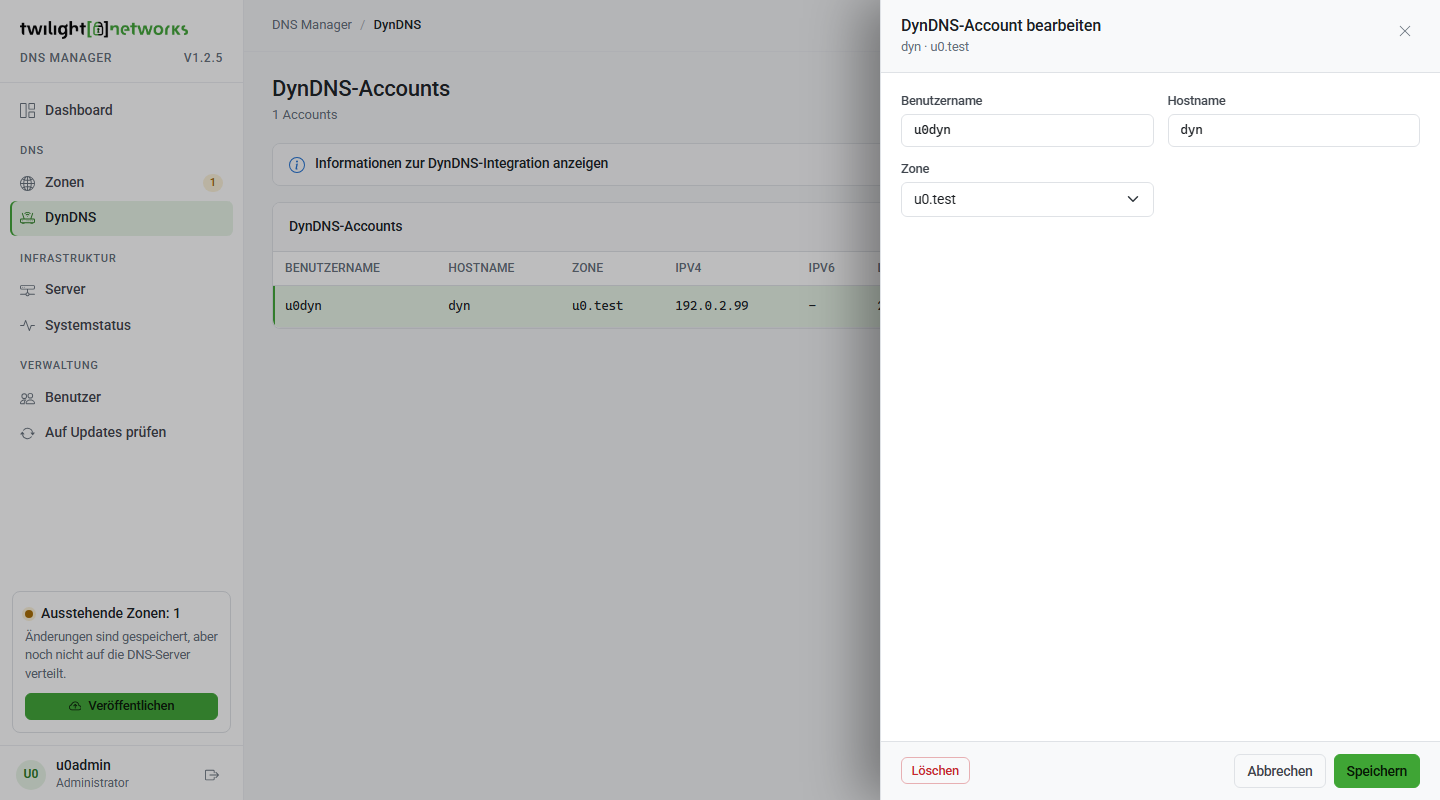 twilight[]networks
DNS MANAGER V1.2.5
Dashboard
DNS
Zonen 1
DynDNS
INFRASTRUKTUR
Server
Systemstatus
VERWALTUNG
Benutzer
Auf Updates prüfen
Ausstehende Zonen: 1
Änderungen sind gespeichert, aber
noch nicht auf die DNS-Server
verteilt.
Veröffentlichen
U0 u0admin
Administrator
DNS Manager / DynDNS
DynDNS-Accounts
1 Accounts
Informationen zur DynDNS-Integration anzeigen
DynDNS-Accounts
BENUTZERNAME HOSTNAME ZONE IPV4 IPV6
u0dyn dyn u0.test 192.0.2.99 –
DynDNS-Account bearbeiten
dyn · u0.test
Benutzername Hostname
u0dyn dyn
Zone
u0.test
Löschen Abbrechen Speichern